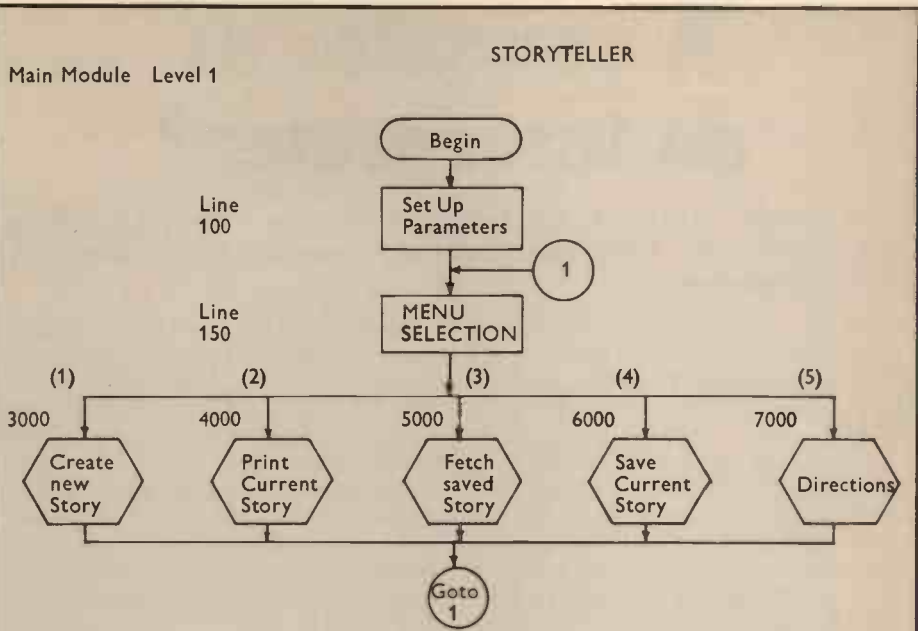 STORYTELLER
Main Module Level 1
Begin
Line
100
Set Up
Parameters
1
Line
150
MENU
SELECTION
(1)
(2)
(3)
(4)
(5)
3000
4000
5000
6000
7000
Create
new
Story
Print
Current
Story
Fetch
saved
Story
Save
Current
Story
Directions
Goto
1